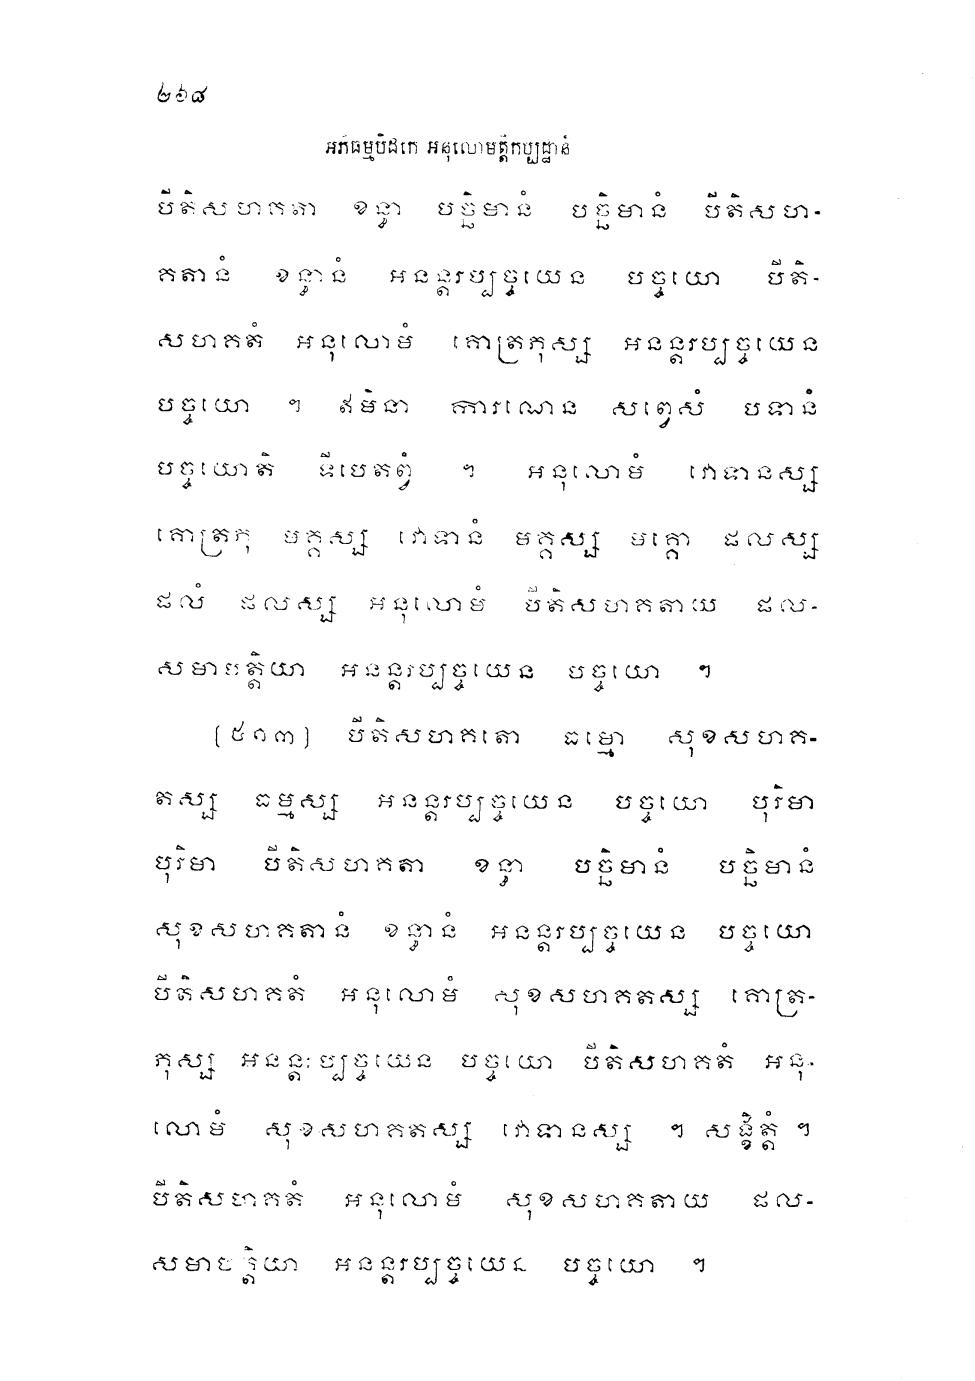 ២៦៨
អភិធម្មបិដកេ អនុលោមត្តិកប្បដ្ឋានំ
បីតិសហគតា ខន្ធា បច្ឆិមានំ បច្ឆិមានំ បីតិសហ-
គតានំ ខន្ធានំ អនន្តរប្បច្ចយេន បច្ចយោ បីតិ-
សហគតំ អនុលោមំ គោត្រភុស្ស អនន្តរប្បច្ចយេន
បច្ចយោ ។ ឥមិនា ការណេន សព្វេសំ បទានំ
បច្ចយោតិ ទីបេតព្វំ ។ អនុលោមំ វោទានស្ស
គោត្រភុ មគ្គស្ស វោទានំ មគ្គស្ស មគ្គោ ផលស្ស
ផលំ ផលស្ស អនុលោមំ បីតិសហគតាយ ផល-
សមាបត្តិយា អនន្តរប្បច្ចយេន បច្ចយោ ។
[៥០៣] បីតិសហគតោ ធម្មោ សុខសហគ-
តស្ស ធម្មស្ស អនន្តរប្បច្ចយេន បច្ចយោ បុរិមា
បុរិមា បីតិសហគតា ខន្ធា បច្ឆិមានំ បច្ឆិមានំ
សុខសហគតានំ ខន្ធានំ អនន្តរប្បច្ចយេន បច្ចយោ
បីតិសហគតំ អនុលោមំ សុខសហគតស្ស គោត្រ-
ភុស្ស អនន្តរប្បច្ចយេន បច្ចយោ បីតិសហគតំ អនុ-
លោមំ សុខសហគតស្ស វោទានស្ស ។ សង្ខិត្តំ ។
បីតិសហគតំ អនុលោមំ សុខសហគតាយ ផល-
សមាបត្តិយា អនន្តរប្បច្ចយេន បច្ចយោ ។